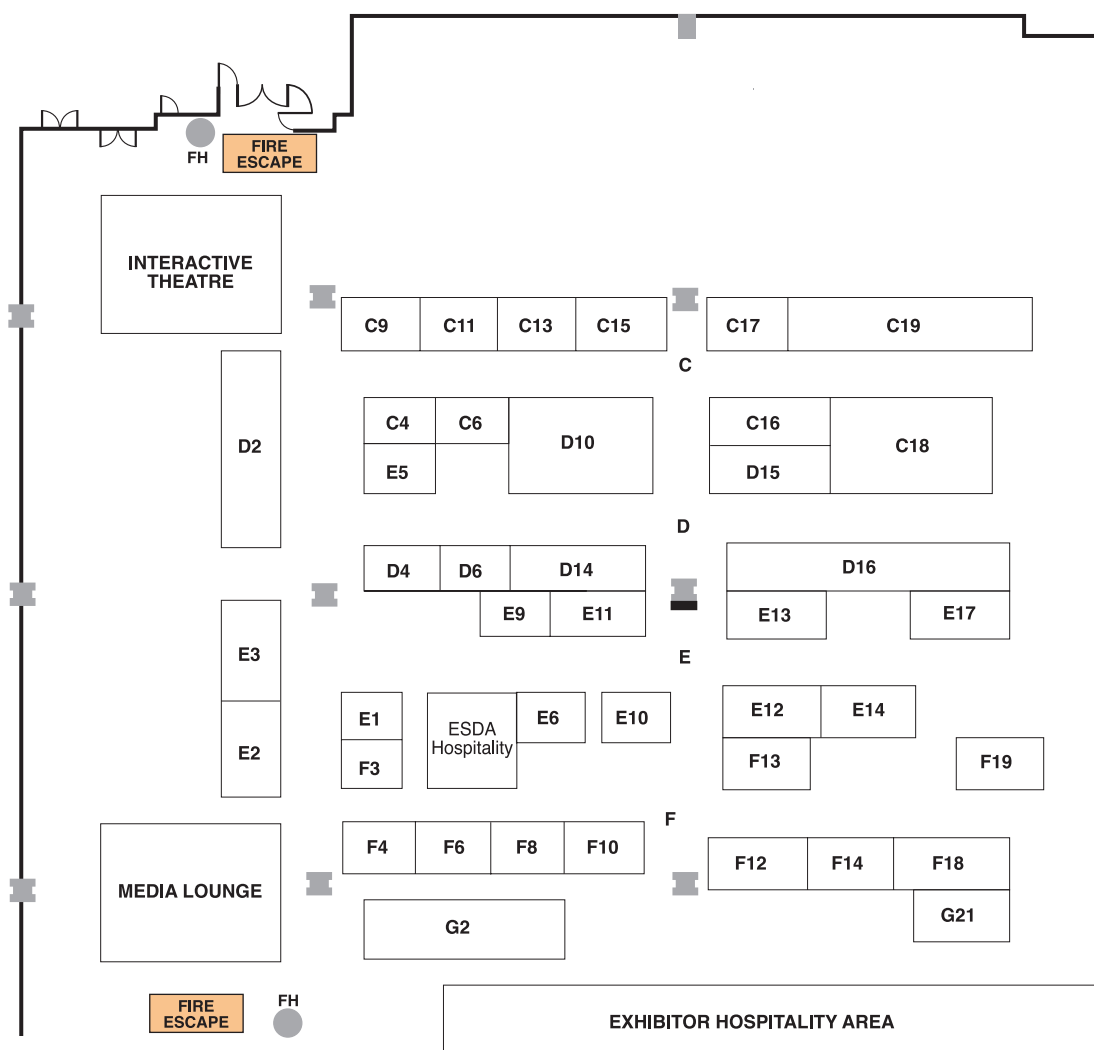 FH
FIRE
ESCAPE
INTERACTIVE
THEATRE
C9
C11
C13
C15
C17
C19
C
D2
C4
C6
D10
E5
C16
C18
D15
D
D4
D6
D14
D16
E9
E11
E13
E17
E
E3
E2
E1
F3
ESDA
Hospitality
E6
E10
E12
E14
F13
F19
F
F4
F6
F8
F10
F12
F14
F18
MEDIA LOUNGE
G2
G21
FIRE
ESCAPE
FH
EXHIBITOR HOSPITALITY AREA